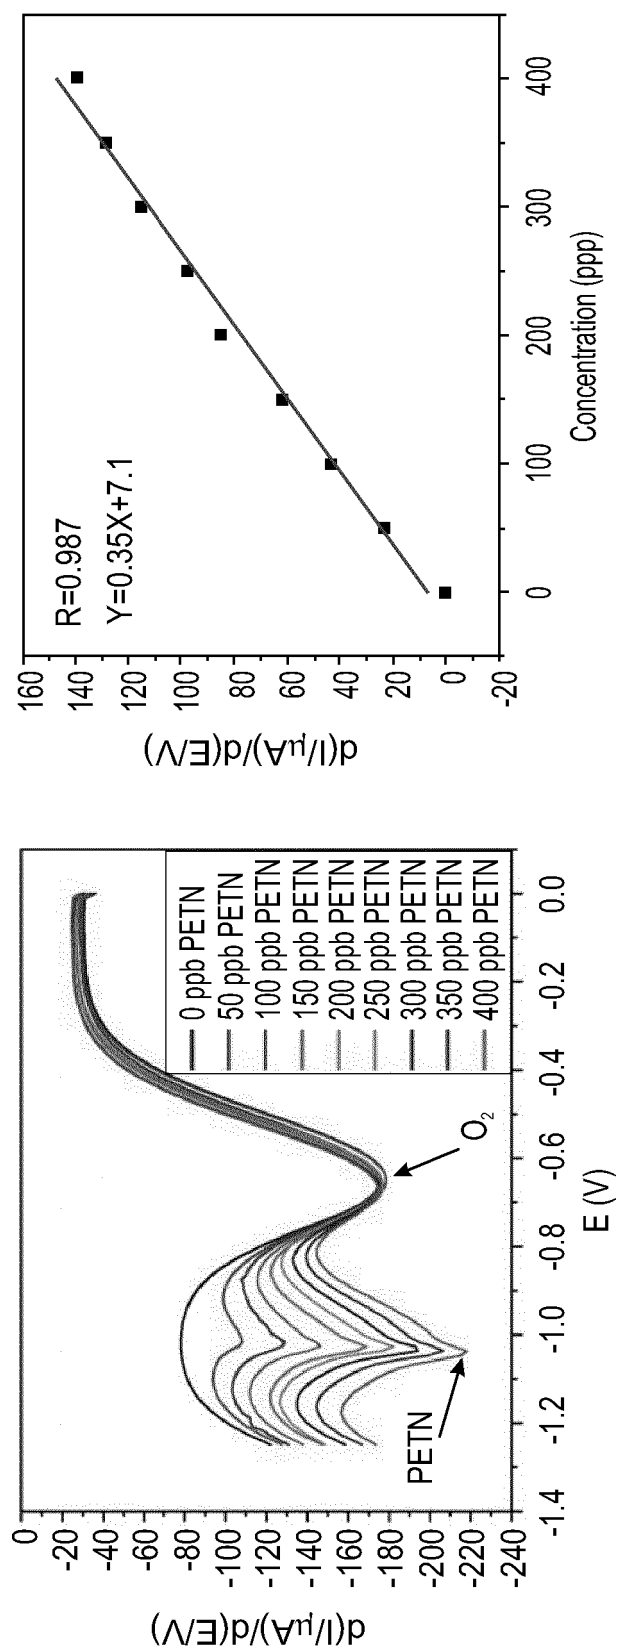 0
-20
-40
-60
-80
-100
-120
-140
-160
-180
-200
-220
-240
d(I/μA)/d(E/V)
-1.4
-1.2
-1.0
-0.8
-0.6
-0.4
-0.2
0.0
E (V)
PETN
O2
0 ppb PETN
50 ppb PETN
100 ppb PETN
150 ppb PETN
200 ppb PETN
250 ppb PETN
300 ppb PETN
350 ppb PETN
400 ppb PETN
160
140
120
100
80
60
40
20
0
-20
d(I/μA)/d(E/V)
R=0.987
Y=0.35X+7.1
0
100
200
300
400
Concentration (ppp)